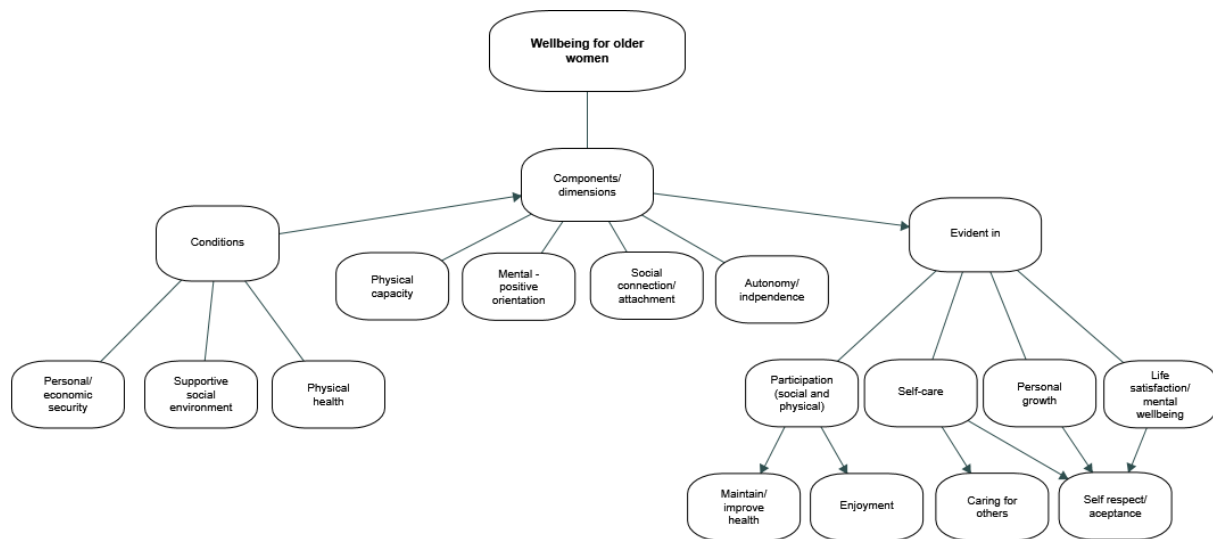 Wellbeing for older
women
Components/
dimensions
Conditions
Evident in
Physical
capacity
Mental -
positive
orientation
Social
connection/
attachment
Autonomy/
indpendence
Personal/
economic
security
Supportive
social
environment
Physical
health
Participation
(social and
physical)
Self-care
Personal
growth
Life
satisfaction/
mental
wellbeing
Maintain/
improve
health
Enjoyment
Caring for
others
Self respect/
aceptance